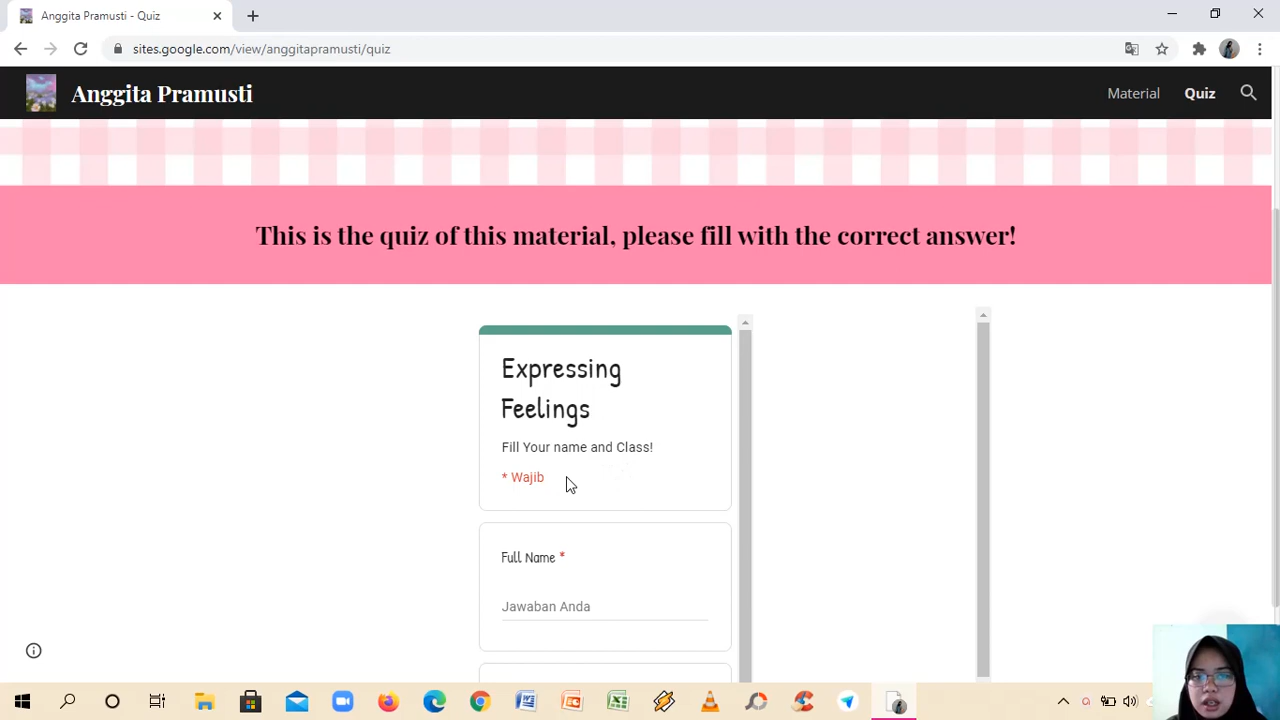 Anggita Pramusti - Quiz
sites.google.com/view/anggitapramusti/quiz
Anggita Pramusti
Material
Quiz
This is the quiz of this material, please fill with the correct answer!
Expressing
Feelings
Fill Your name and Class!
* Wajib
Full Name *
Jawaban Anda